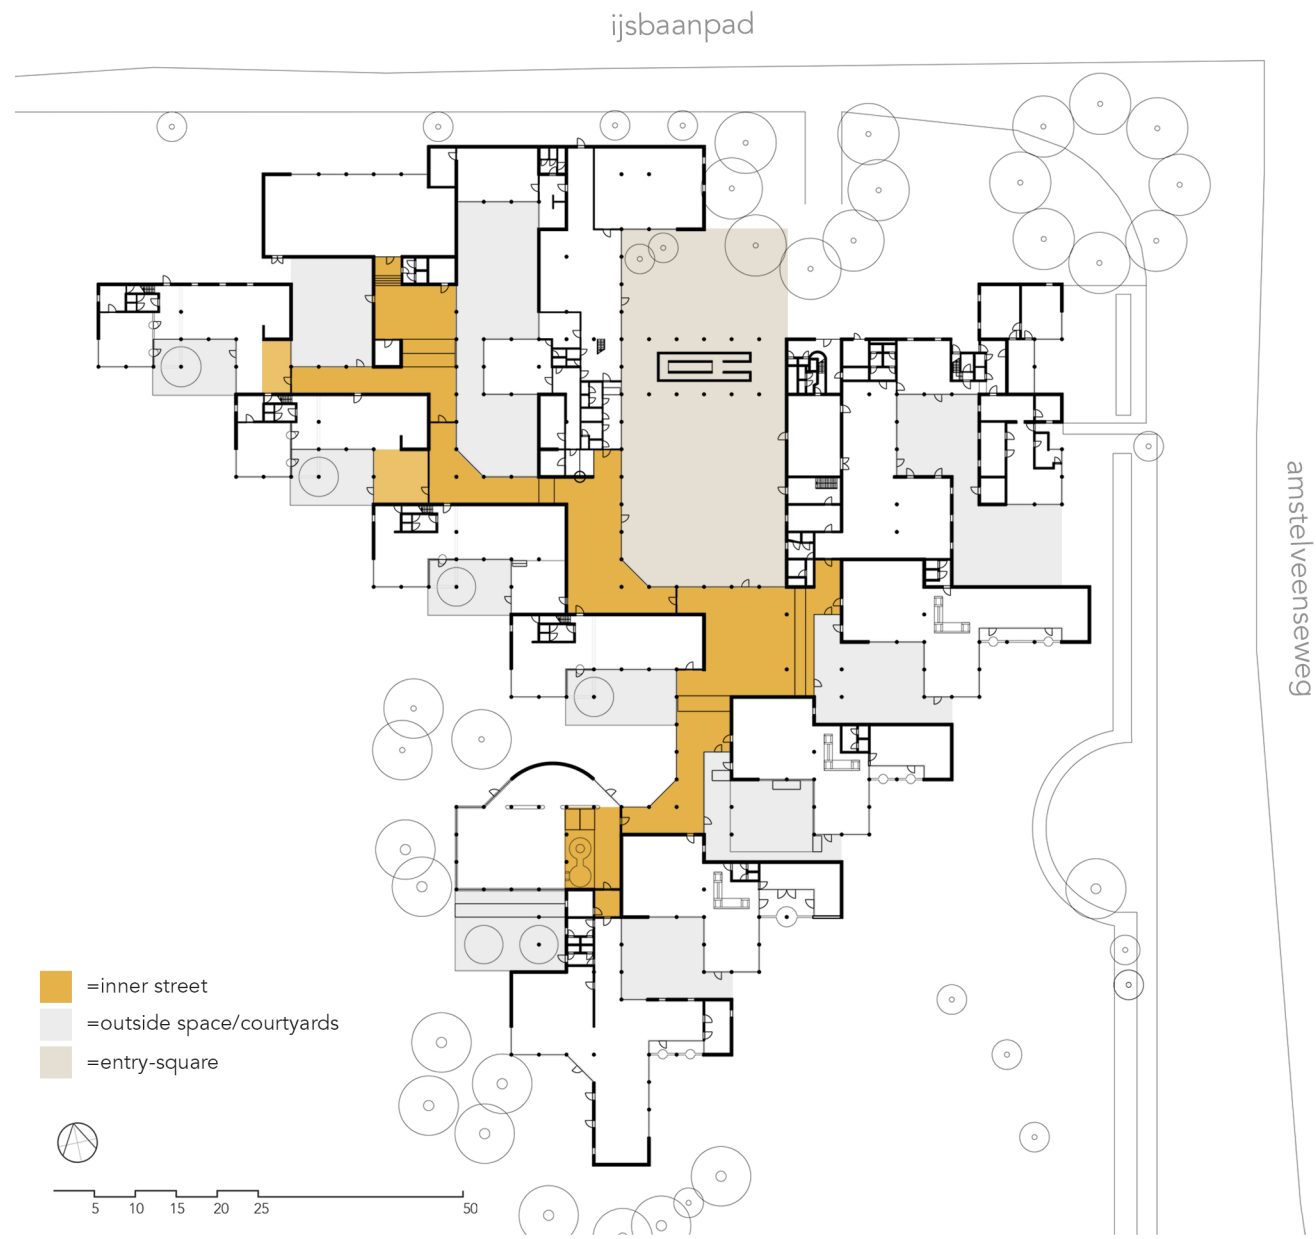 ijsbaanpad
amstelveenseweg
=inner street
=outside space/courtyards
=entry-square
5 10 15 20 25 50